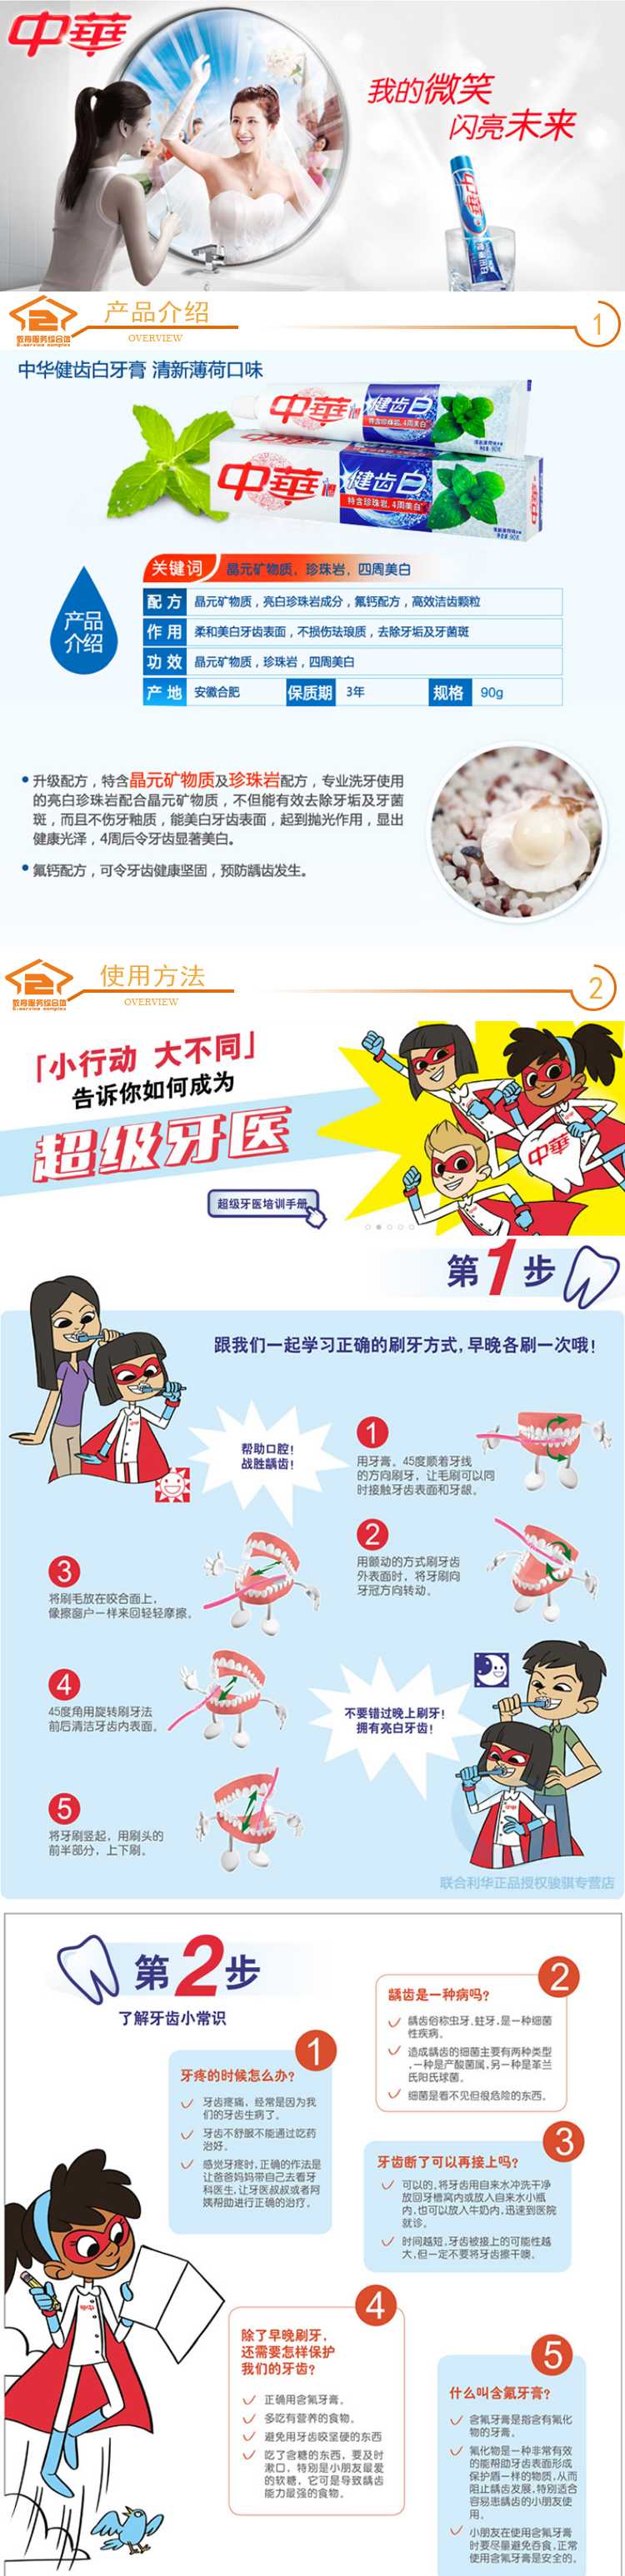 中華
我的微笑
闪亮未来
产品介绍
OVERVIEW
1
教育服务综合体
E-service complex
中华健齿白牙膏 清新薄荷口味
中華
健齿白
特含珍珠岩,4周美白
中華
健齿白
特含珍珠岩,4周美白
关键词 晶元矿物质，珍珠岩，四周美白
产品
介绍
配方 晶元矿物质，亮白珍珠岩成分，氟钙配方，高效洁齿颗粒
作用 柔和美白牙齿表面，不损伤珐琅质，去除牙垢及牙菌斑
功效 晶元矿物质，珍珠岩，四周美白
产地 安徽合肥 保质期 3年 规格 90g
升级配方，特含晶元矿物质及珍珠岩配方，专业洗牙使用
的亮白珍珠岩配合晶元矿物质，不但能有效去除牙垢及牙菌
斑，而且不伤牙釉质，能美白牙齿表面，起到抛光作用，显出
健康光泽，4周后令牙齿显著美白。
氟钙配方，可令牙齿健康坚固，预防龋齿发生。
使用方法
OVERVIEW
2
教育服务综合体
E-service complex
「小行动 大不同」
告诉你如何成为
超级牙医
超级牙医培训手册
中華
第1步
跟我们一起学习正确的刷牙方式,早晚各刷一次哦!
帮助口腔!
战胜龋齿!
1
用牙膏。45度顺着牙线
的方向刷牙，让毛刷可以同
时接触牙齿表面和牙龈。
2
用颤动的方式刷牙齿
外表面时，将牙刷向
牙冠方向转动。
3
将刷毛放在咬合面上，
像擦窗户一样来回轻轻摩擦。
4
45度角用旋转刷牙法
前后清洁牙齿内表面。
不要错过晚上刷牙!
拥有亮白牙齿!
5
将牙刷竖起，用刷头的
前半部分，上下刷。
联合利华正品授权骏骐专营店
第2步
了解牙齿小常识
1
牙疼的时候怎么办?
牙齿疼痛，经常是因为我
们的牙齿生病了。
牙齿不舒服不能通过吃药
治好。
感觉牙疼时,正确的作法是
让爸爸妈妈带自己去看牙
科医生,让牙医叔叔或者阿
姨帮助进行正确的治疗。
2
龋齿是一种病吗?
龋齿俗称虫牙,蛀牙,是一种细菌
性疾病。
造成龋齿的细菌主要有两种类型
,一种是产酸菌属,另一种是革兰
氏阳氏球菌。
细菌是看不见但很危险的东西。
3
牙齿断了可以再接上吗?
可以的,将牙齿用自来水冲洗干净
放回牙槽窝内或放入自来水小瓶
内,也可以放入牛奶内,迅速到医院
就诊。
时间越短,牙齿被接上的可能性越
大,但一定不要将牙齿擦干噢。
4
除了早晚刷牙,
还需要怎样保护
我们的牙齿?
正确用含氟牙膏。
多吃有营养的食物。
避免用牙齿咬坚硬的东西
吃了含糖的东西，要及时
漱口，特别是小朋友最爱
的软糖，它可是导致龋齿
能力最强的食物。
5
什么叫含氟牙膏?
含氟牙膏是指含有氟化
物的牙膏。
氟化物是一种非常有效
的能帮助牙齿表面形成
保护盾一样的物质,从而
阻止龋齿发展,特别适合
容易患龋齿的小朋友使
用。
小朋友在使用含氟牙膏
时要尽量避免吞食,正常
使用含氟牙膏是安全的。